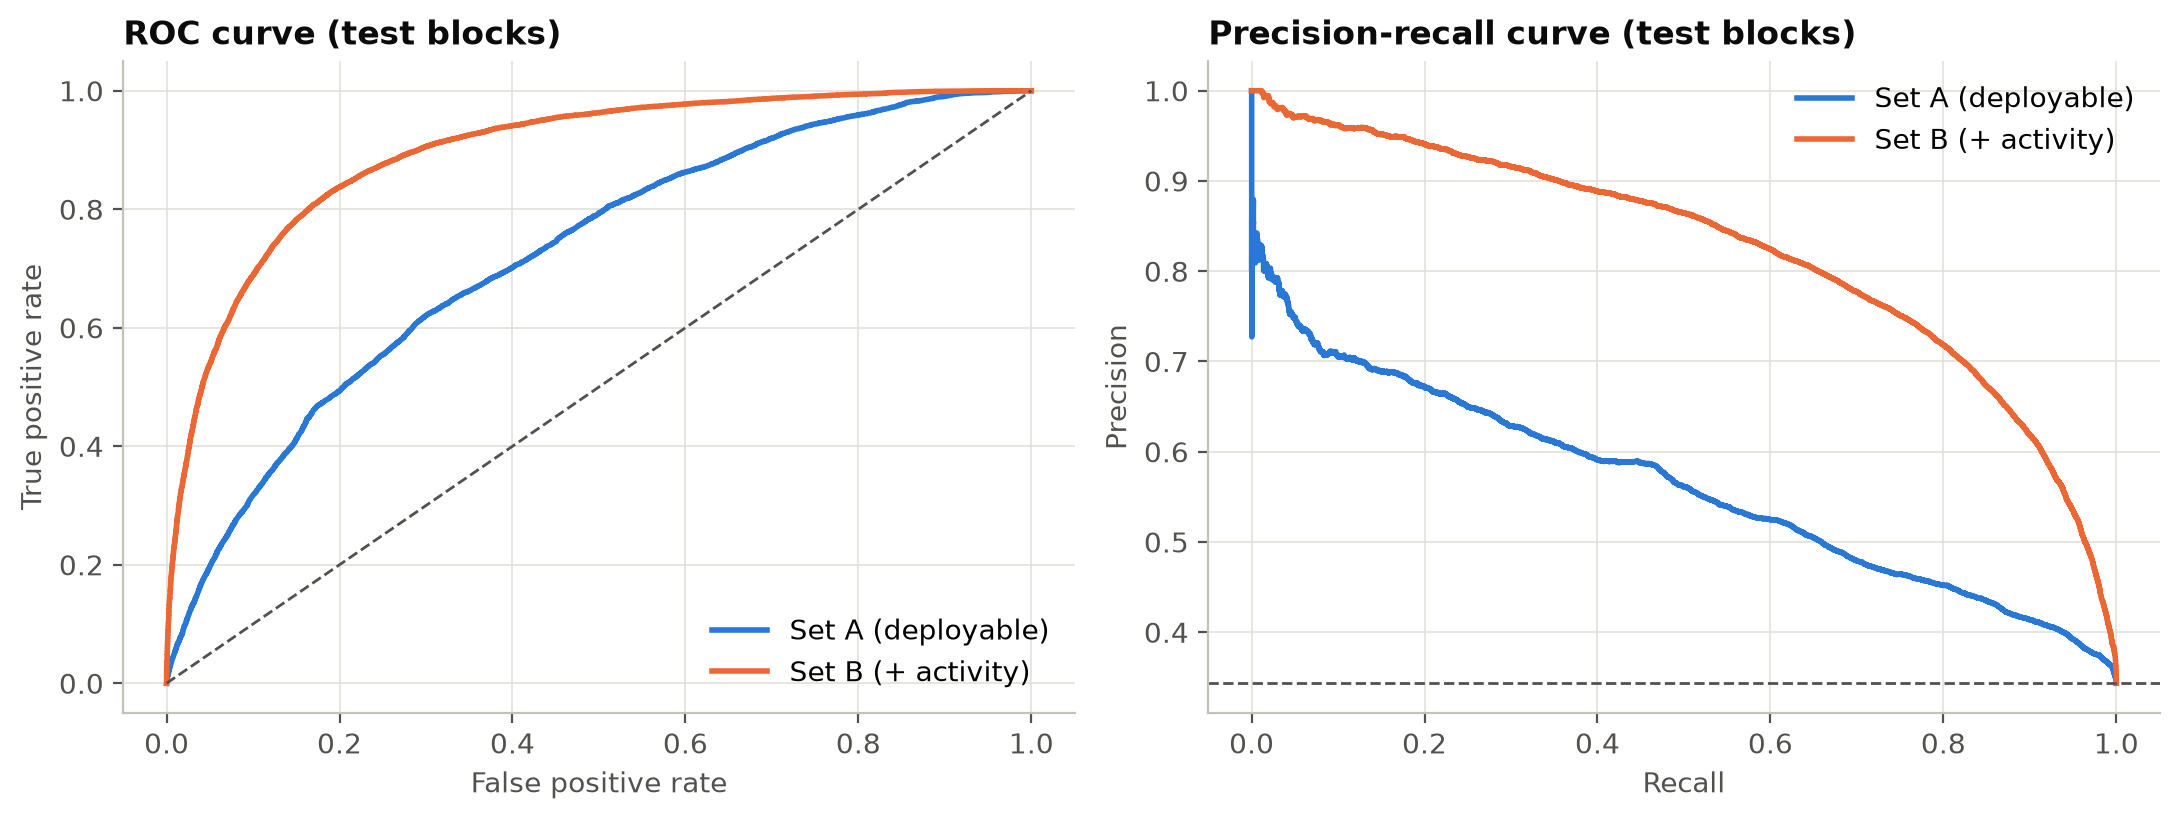 ROC curve (test blocks)
True positive rate
1.0
0.8
0.6
0.4
0.2
0.0
Set A (deployable)
Set B (+ activity)
0.0 0.2 0.4 0.6 0.8 1.0
False positive rate
Precision-recall curve (test blocks)
Precision
1.0
0.9
0.8
0.7
0.6
0.5
0.4
Set A (deployable)
Set B (+ activity)
0.0 0.2 0.4 0.6 0.8 1.0
Recall